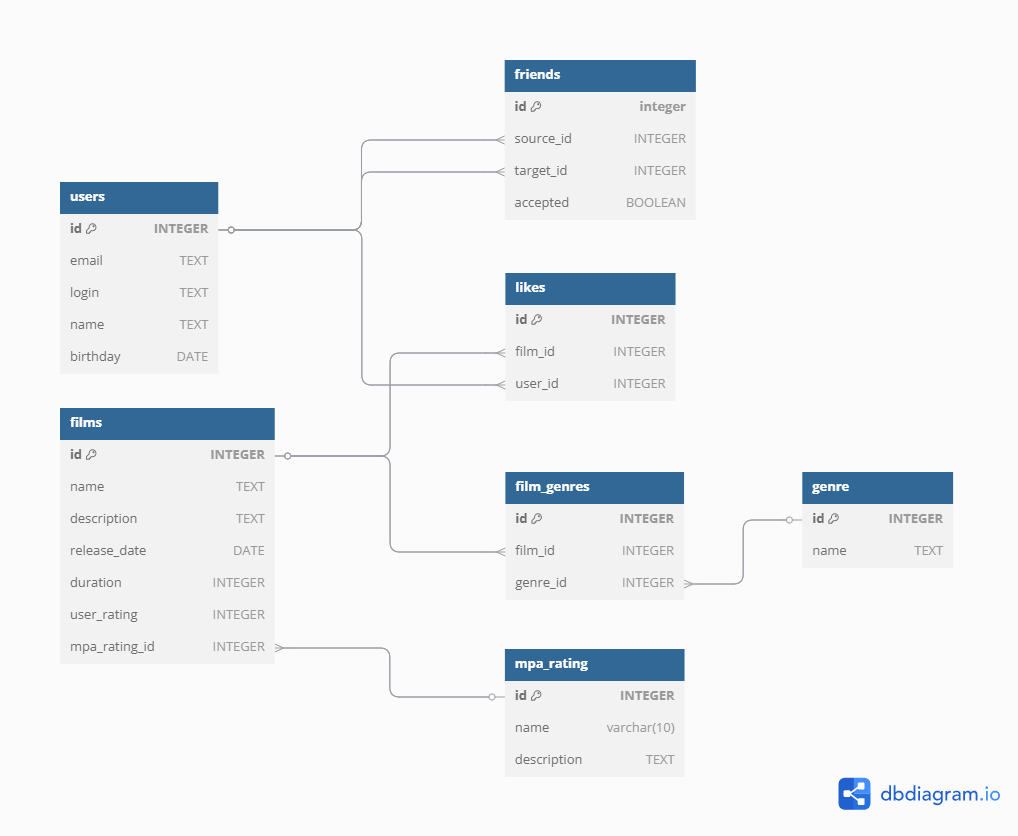 friends
id integer
source_id INTEGER
target_id INTEGER
accepted BOOLEAN
users
id INTEGER
email TEXT
login TEXT
name TEXT
birthday DATE
likes
id INTEGER
film_id INTEGER
user_id INTEGER
films
id INTEGER
name TEXT
description TEXT
release_date DATE
duration INTEGER
user_rating INTEGER
mpa_rating_id INTEGER
film_genres
id INTEGER
film_id INTEGER
genre_id INTEGER
genre
id INTEGER
name TEXT
mpa_rating
id INTEGER
name varchar(10)
description TEXT
dbdiagram.io